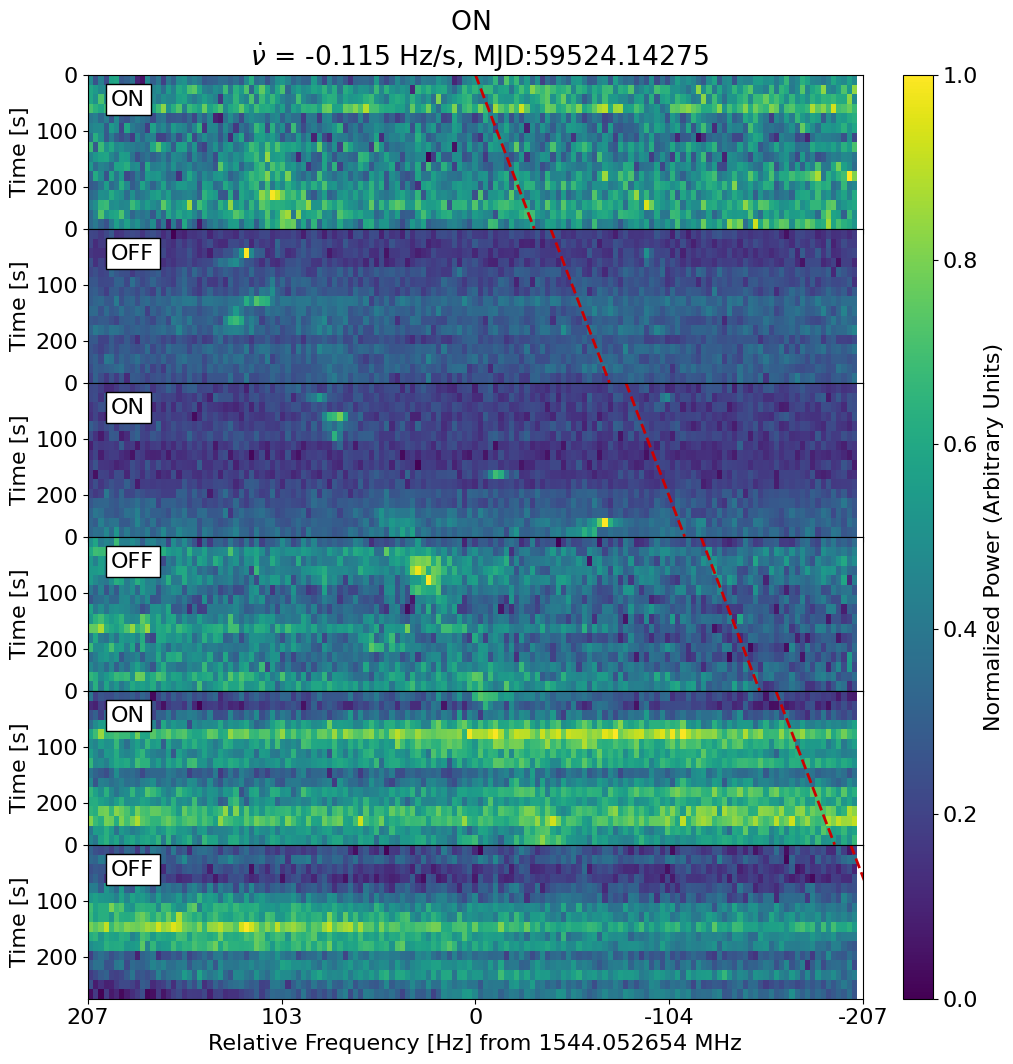 ON
ν̇ = -0.115 Hz/s, MJD:59524.14275
0
ON
100
Time [s]
200
0
OFF
100
Time [s]
200
0
ON
100
Time [s]
200
0
OFF
100
Time [s]
200
0
ON
100
Time [s]
200
0
OFF
100
Time [s]
200
207 103 0 -104 -207
Relative Frequency [Hz] from 1544.052654 MHz
1.0
0.8
0.6
0.4
0.2
0.0
Normalized Power (Arbitrary Units)